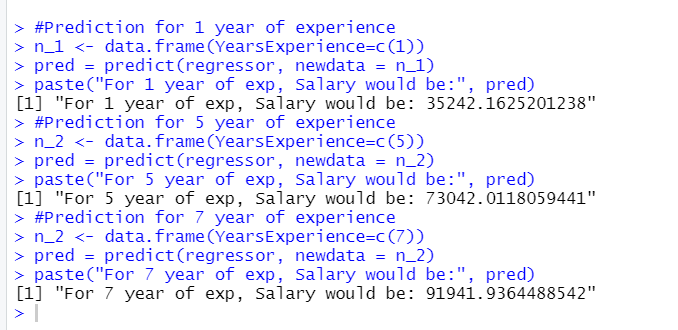 > #Prediction for 1 year of experience
> n_1 <- data.frame(YearsExperience=c(1))
> pred = predict(regressor, newdata = n_1)
> paste("For 1 year of exp, Salary would be:", pred)
[1] "For 1 year of exp, Salary would be: 35242.1625201238"
> #Prediction for 5 year of experience
> n_2 <- data.frame(YearsExperience=c(5))
> pred = predict(regressor, newdata = n_2)
> paste("For 5 year of exp, Salary would be:", pred)
[1] "For 5 year of exp, Salary would be: 73042.0118059441"
> #Prediction for 7 year of experience
> n_2 <- data.frame(YearsExperience=c(7))
> pred = predict(regressor, newdata = n_2)
> paste("For 7 year of exp, Salary would be:", pred)
[1] "For 7 year of exp, Salary would be: 91941.9364488542"
>